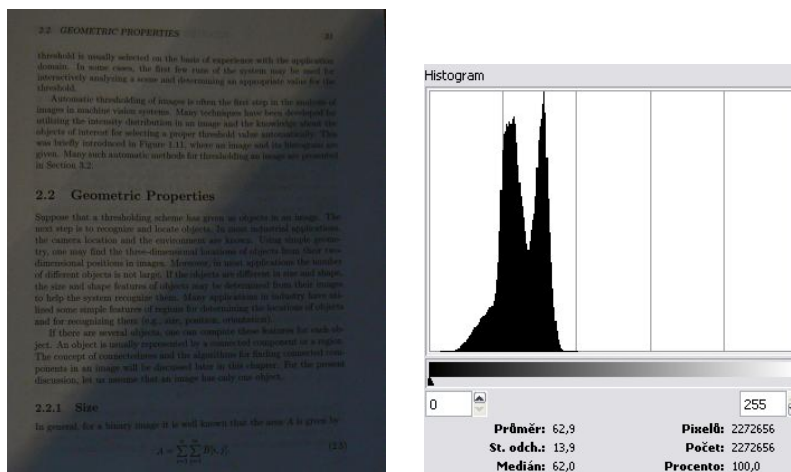 2.2 GEOMETRIC PROPERTIES 31
threshold is usually selected on the basis of experience with the application
domain. In some cases, the first few runs of the system may be used for
interactively analyzing a scene and determining an appropriate value for the
threshold.
Automatic thresholding of images is often the first step in the analysis of
images in machine vision systems. Many techniques have been developed for
utilizing the intensity distribution in an image and the knowledge about the
objects of interest for selecting a proper threshold value automatically. This
was briefly introduced in Figure 1.11, where an image and its histogram are
given. Many such automatic methods for thresholding an image are presented
in Section 3.2.
2.2 Geometric Properties
Suppose that a thresholding scheme has given us objects in an image. The
next step is to recognize and locate objects. In most industrial applications,
the camera location and the environment are known. Using simple geome-
try, one may find the three-dimensional locations of objects from their two-
dimensional positions in images. Moreover, in most applications the number
of different objects is not large. If the objects are different in size and shape,
the size and shape features of objects may be determined from their images
to help the system recognize them. Many applications in industry have uti-
lized some simple features of regions for determining the locations of objects
and for recognizing them (e.g., size, position, orientation).
If there are several objects, one can compute these features for each ob-
ject. An object is usually represented by a connected component or a region.
The concept of connectedness and the algorithms for finding connected com-
ponents in an image will be discussed later in this chapter. For the present
discussion, let us assume that an image has only one object.
2.2.1 Size
In general, for a binary image it is well known that the area A is given by
A = ∑∑ B[i, j]. (2.5)
Histogram
0 255
Průměr: 62,9 Pixelů: 2272656
St. odch.: 13,9 Počet: 2272656
Medián: 62,0 Procento: 100,0